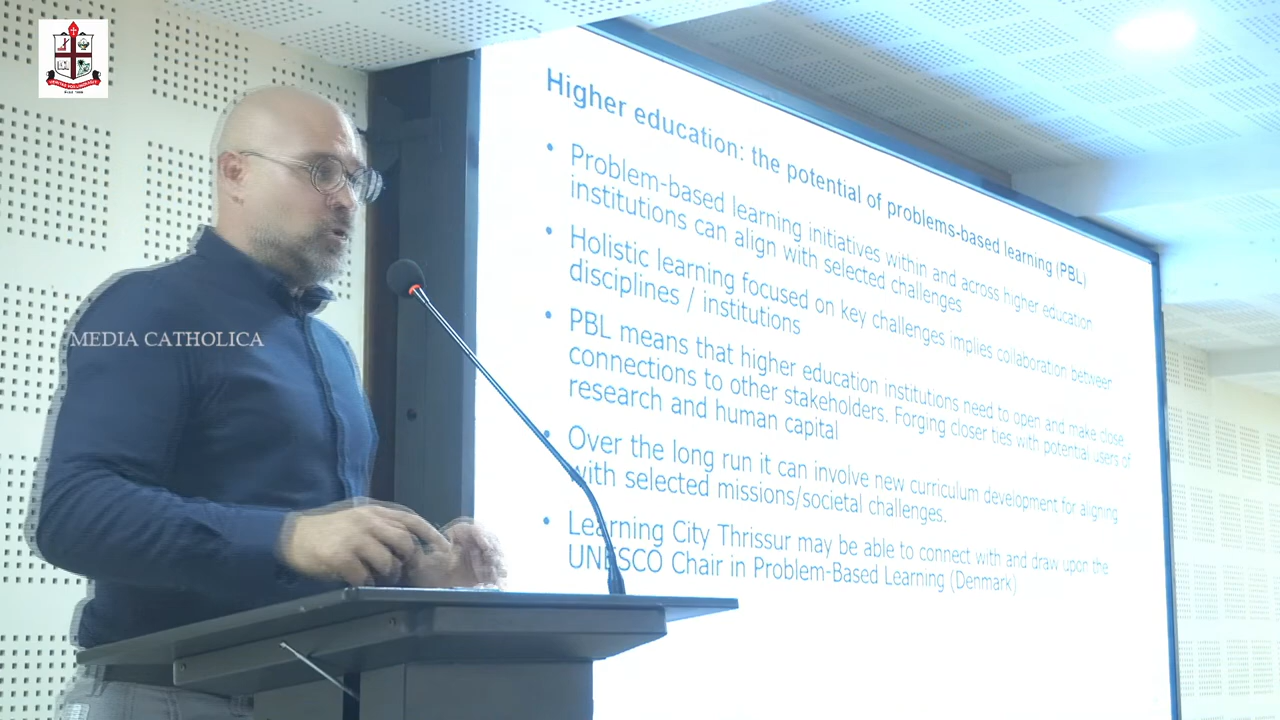 Higher education: the potential of problems-based learning (PBL)
• Problem-based learning initiatives within and across higher education
institutions can align with selected challenges
• Holistic learning focused on key challenges implies collaboration between
disciplines / institutions
• PBL means that higher education institutions need to open and make close
connections to other stakeholders. Forging closer ties with potential users of
research and human capital
• Over the long run it can involve new curriculum development for aligning
with selected missions/societal challenges.
• Learning City Thrissur may be able to connect with and draw upon the
UNESCO Chair in Problem-Based Learning (Denmark)
MEDIA CATHOLICA